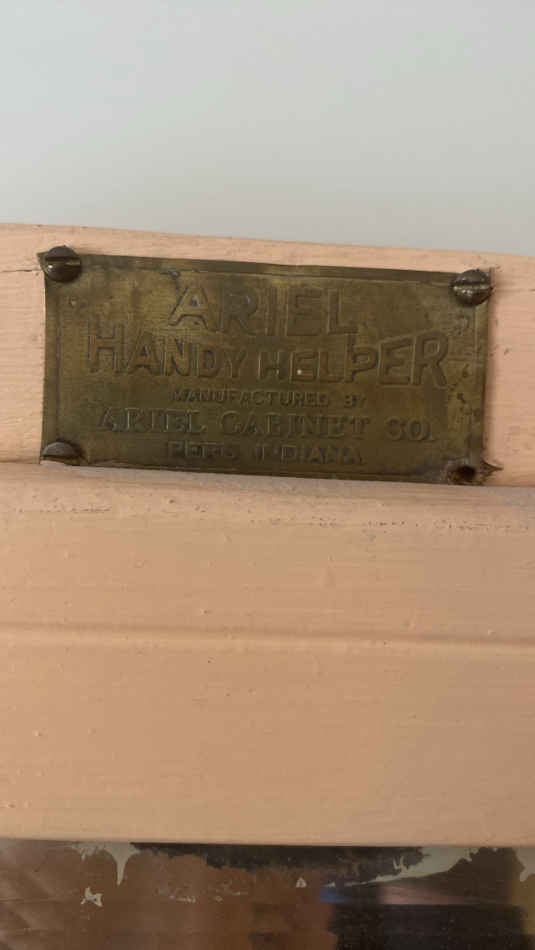 ARIEL
HANDY HELPER
MANUFACTURED BY
ARIEL CABINET CO.
PERU, INDIANA